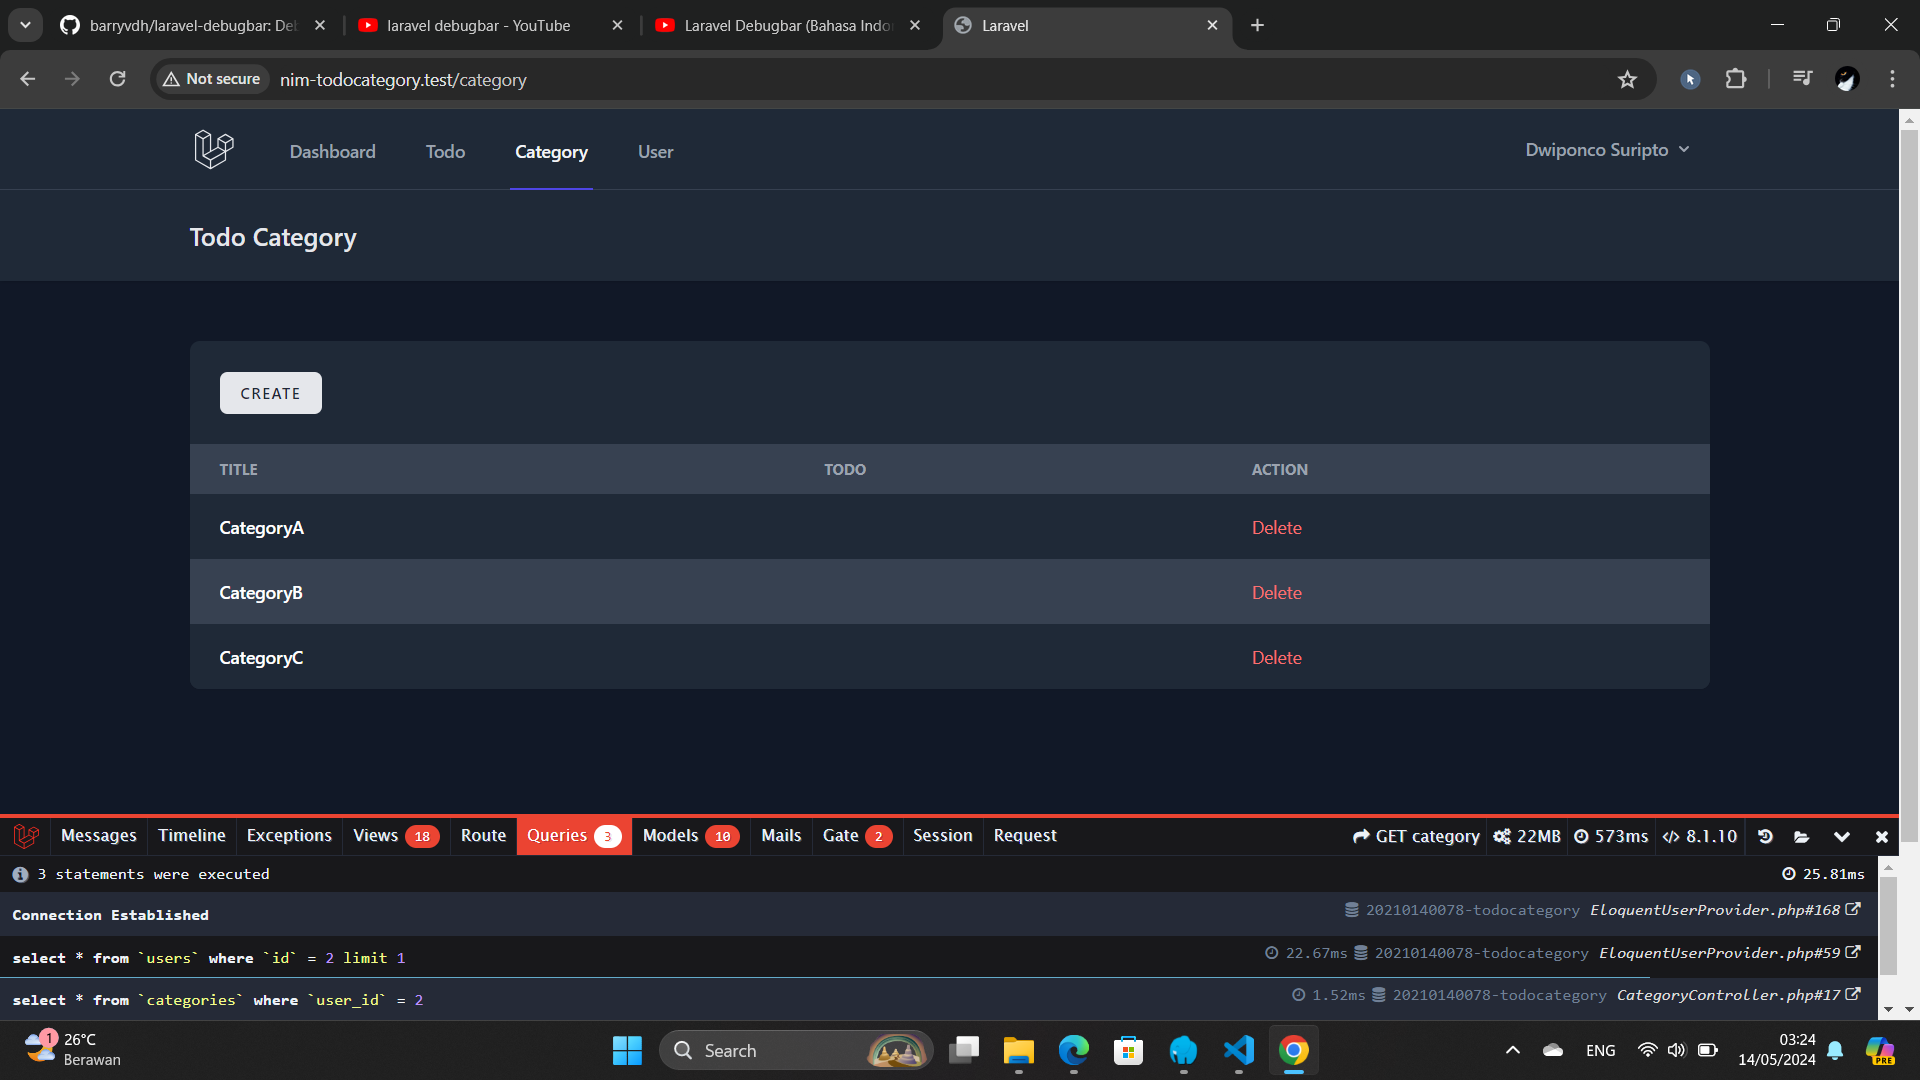 barryvdh/laravel-debugbar: Deb
laravel debugbar - YouTube
Laravel Debugbar (Bahasa Indon
Laravel
Not secure
nim-todocategory.test/category
Dashboard
Todo
Category
User
Dwiponco Suripto
Todo Category
CREATE
TITLE TODO ACTION
CategoryA Delete
CategoryB Delete
CategoryC Delete
Messages Timeline Exceptions Views 18 Route Queries 3 Models 10 Mails Gate 2 Session Request GET category 22MB 573ms 8.1.10
3 statements were executed 25.81ms
Connection Established 20210140078-todocategory EloquentUserProvider.php#168
select * from `users` where `id` = 2 limit 1 22.67ms 20210140078-todocategory EloquentUserProvider.php#59
select * from `categories` where `user_id` = 2 1.52ms 20210140078-todocategory CategoryController.php#17
1
26°C
Berawan
Search
PRE
ENG
03:24
14/05/2024